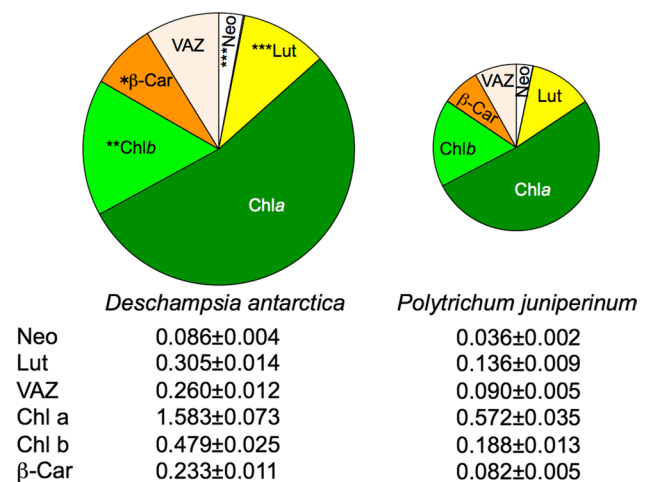 VAZ
***Neo
***Lut
*β-Car
**Chlb
Chla
VAZ
Neo
Lut
β-Car
Chlb
Chla
Deschampsia antarctica Polytrichum juniperinum
Neo 0.086±0.004 0.036±0.002
Lut 0.305±0.014 0.136±0.009
VAZ 0.260±0.012 0.090±0.005
Chl a 1.583±0.073 0.572±0.035
Chl b 0.479±0.025 0.188±0.013
β-Car 0.233±0.011 0.082±0.005